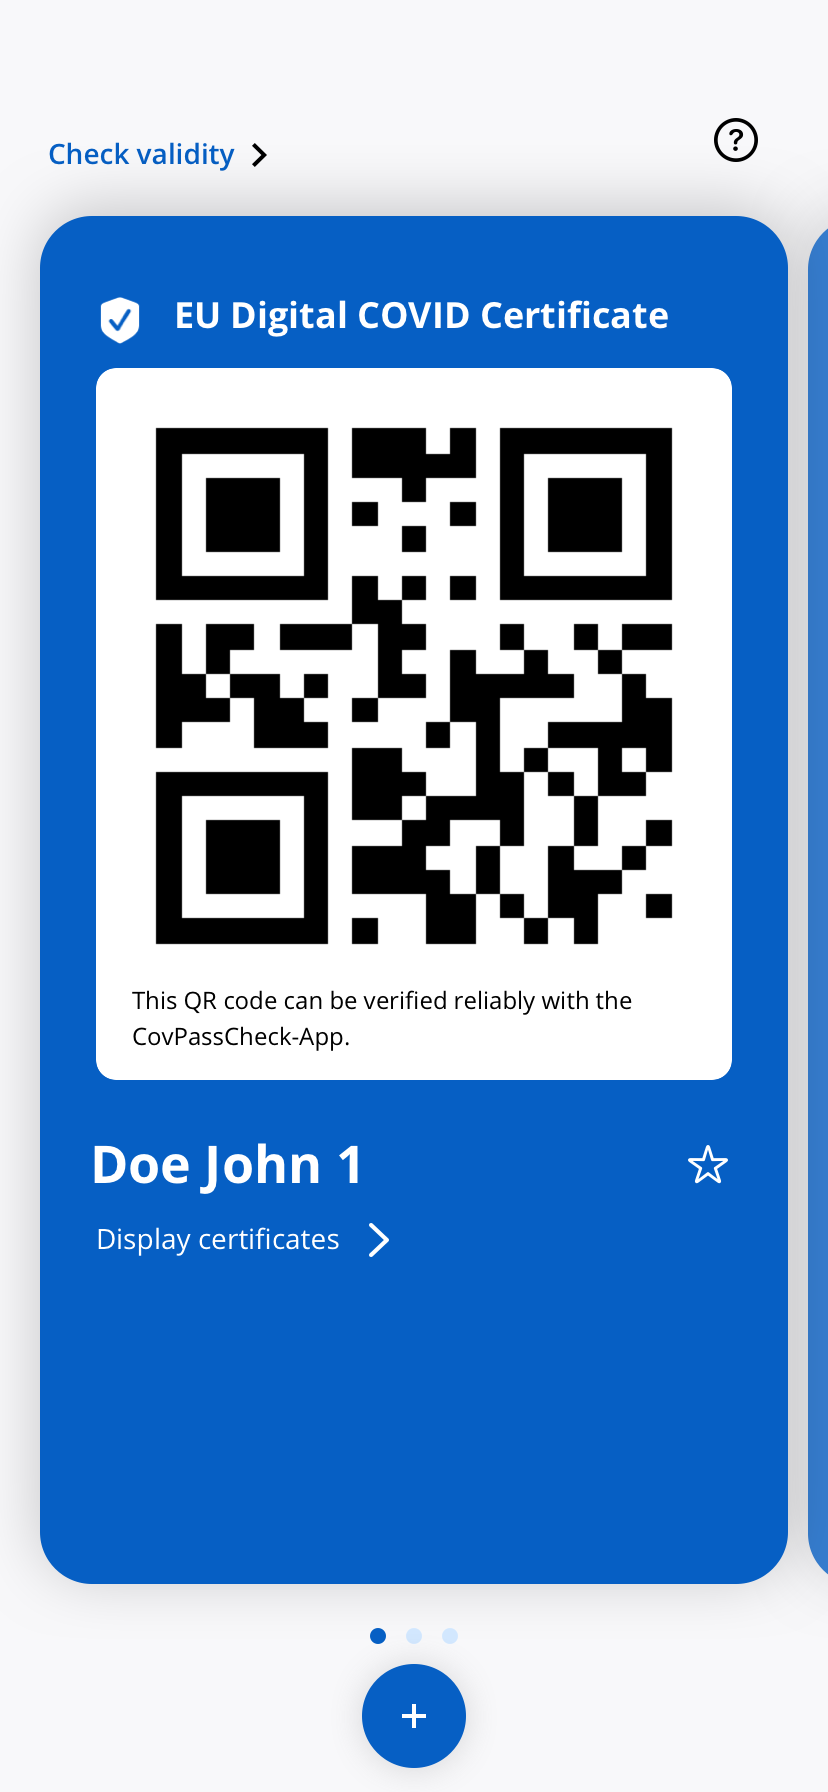 Check validity
EU Digital COVID Certificate
This QR code can be verified reliably with the
CovPassCheck-App.
Doe John 1
Display certificates